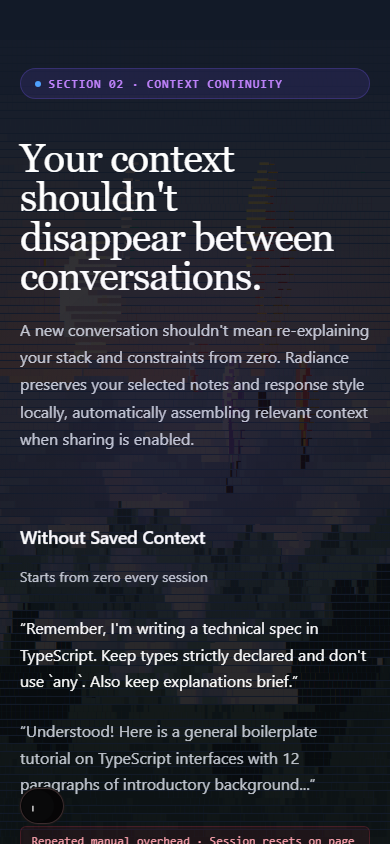 SECTION 02 · CONTEXT CONTINUITY
Your context
shouldn't
disappear between
conversations.
A new conversation shouldn't mean re-explaining
your stack and constraints from zero. Radiance
preserves your selected notes and response style
locally, automatically assembling relevant context
when sharing is enabled.
Without Saved Context
Starts from zero every session
“Remember, I'm writing a technical spec in
TypeScript. Keep types strictly declared and don't
use `any`. Also keep explanations brief.”
“Understood! Here is a general boilerplate
tutorial on TypeScript interfaces with 12
paragraphs of introductory background...”
Repeated manual overhead · Session resets on page